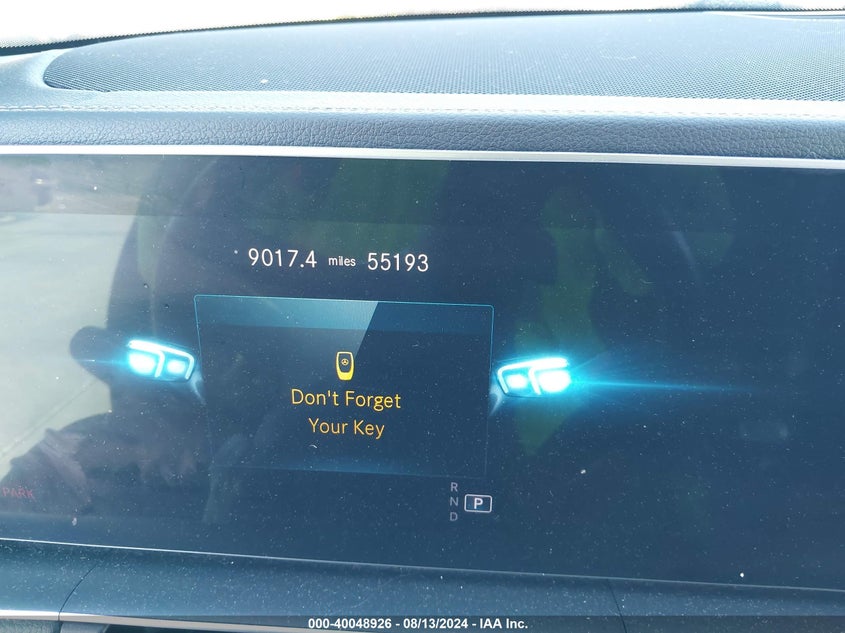 9017.4 miles 55193
Don't Forget
Your Key
PARK
R
N P
D
000-40048926 - 08/13/2024 - IAA Inc.